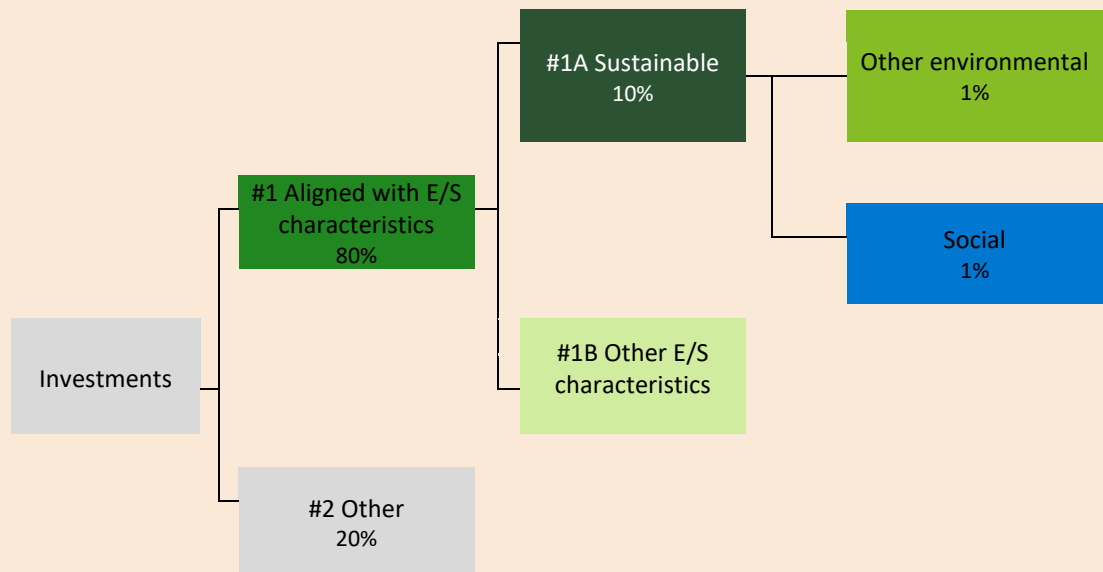 #1A Sustainable
10%
Other environmental
1%
#1 Aligned with E/S
characteristics
80%
Social
1%
Investments
#1B Other E/S
characteristics
#2 Other
20%